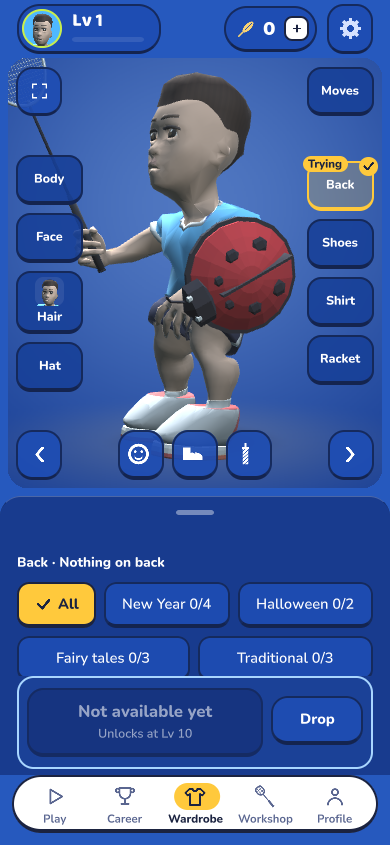 Lv 1
0
Moves
Body
Trying
Back
Face
Shoes
Hair
Shirt
Hat
Racket
Back · Nothing on back
All
New Year 0/4
Halloween 0/2
Fairy tales 0/3
Traditional 0/3
Not available yet
Unlocks at Lv 10
Drop
Play
Career
Wardrobe
Workshop
Profile